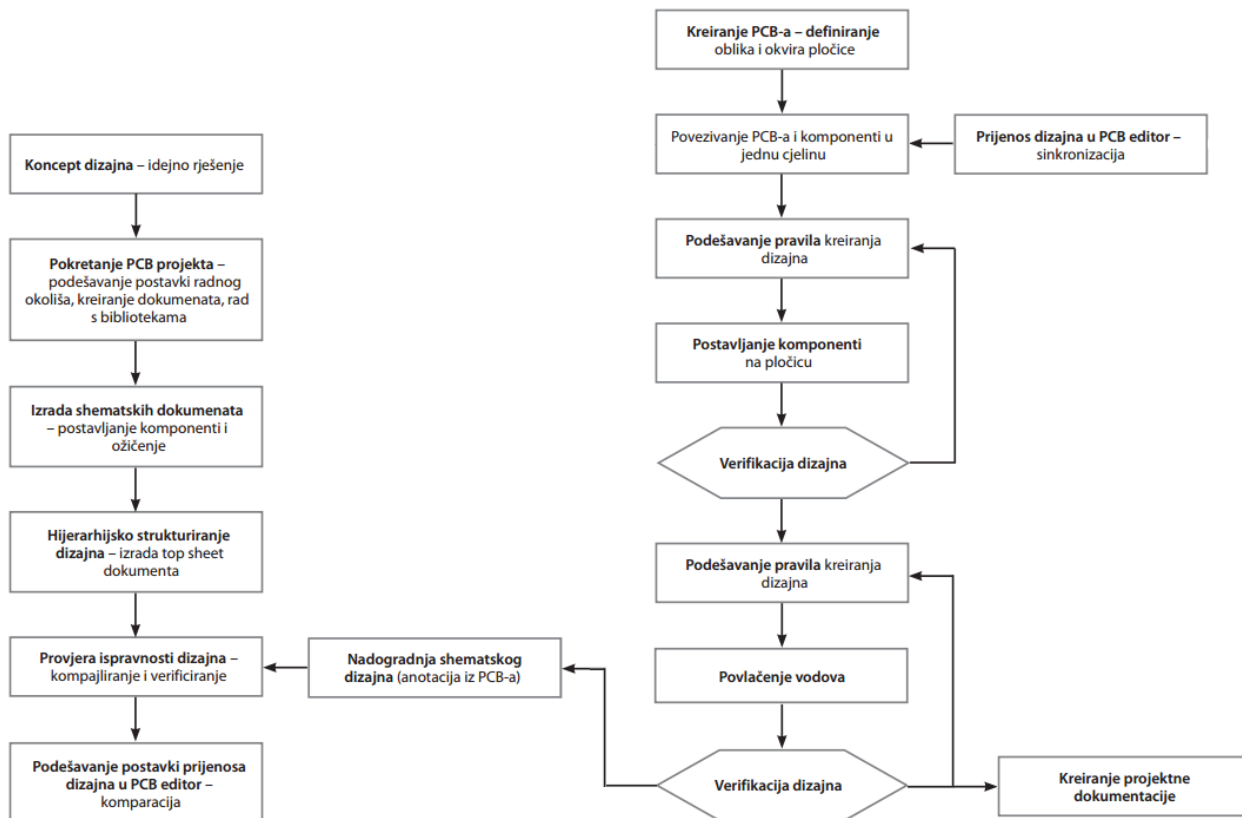 Koncept dizajna – idejno rješenje
Pokretanje PCB projekta –
podešavanje postavki radnog
okoliša, kreiranje dokumenata, rad
s bibliotekama
Izrada shematskih dokumenata
– postavljanje komponenti i
ožičenje
Hijerarhijsko strukturiranje
dizajna – izrada top sheet
dokumenta
Provjera ispravnosti dizajna –
kompajliranje i verificiranje
Podešavanje postavki prijenosa
dizajna u PCB editor –
komparacija
Nadogradnja shematskog
dizajna (anotacija iz PCB-a)
Kreiranje PCB-a – definiranje
oblika i okvira pločice
Povezivanje PCB-a i komponenti u
jednu cjelinu
Prijenos dizajna u PCB editor –
sinkronizacija
Podešavanje pravila kreiranja
dizajna
Postavljanje komponenti
na pločicu
Verifikacija dizajna
Podešavanje pravila kreiranja
dizajna
Povlačenje vodova
Verifikacija dizajna
Kreiranje projektne
dokumentacije